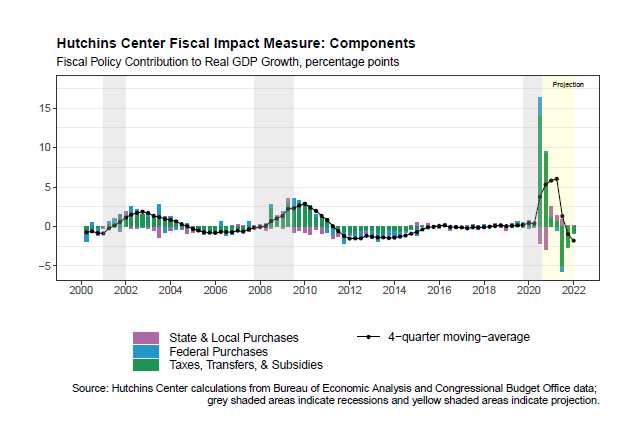 Hutchins Center Fiscal Impact Measure: Components
Fiscal Policy Contribution to Real GDP Growth, percentage points
Projection
15
10
5
0
−5
2000 2002 2004 2006 2008 2010 2012 2014 2016 2018 2020 2022
State & Local Purchases
Federal Purchases
Taxes, Transfers, & Subsidies
4−quarter moving−average
Source: Hutchins Center calculations from Bureau of Economic Analysis and Congressional Budget Office data;
grey shaded areas indicate recessions and yellow shaded areas indicate projection.